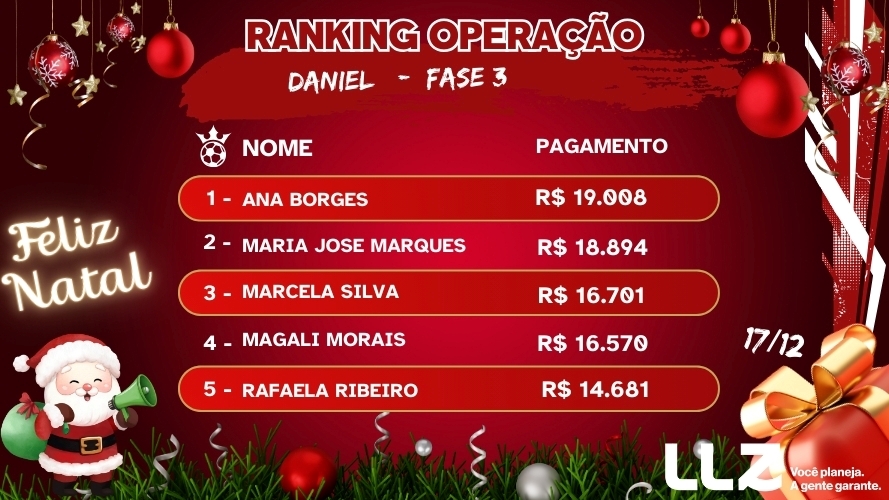 RANKING OPERAÇÃO
DANIEL - FASE 3
NOME PAGAMENTO
1 - ANA BORGES R$ 19.008
2 - MARIA JOSE MARQUES R$ 18.894
3 - MARCELA SILVA R$ 16.701
4 - MAGALI MORAIS R$ 16.570
5 - RAFAELA RIBEIRO R$ 14.681
Feliz
Natal
17/12
LLZ
Você planeja.
A gente garante.